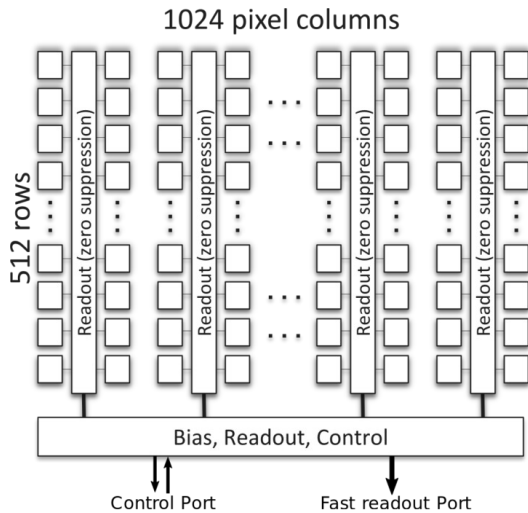 1024 pixel columns
512 rows
Readout (zero suppression)
Readout (zero suppression)
Readout (zero suppression)
Readout (zero suppression)
Bias, Readout, Control
Control Port
Fast readout Port